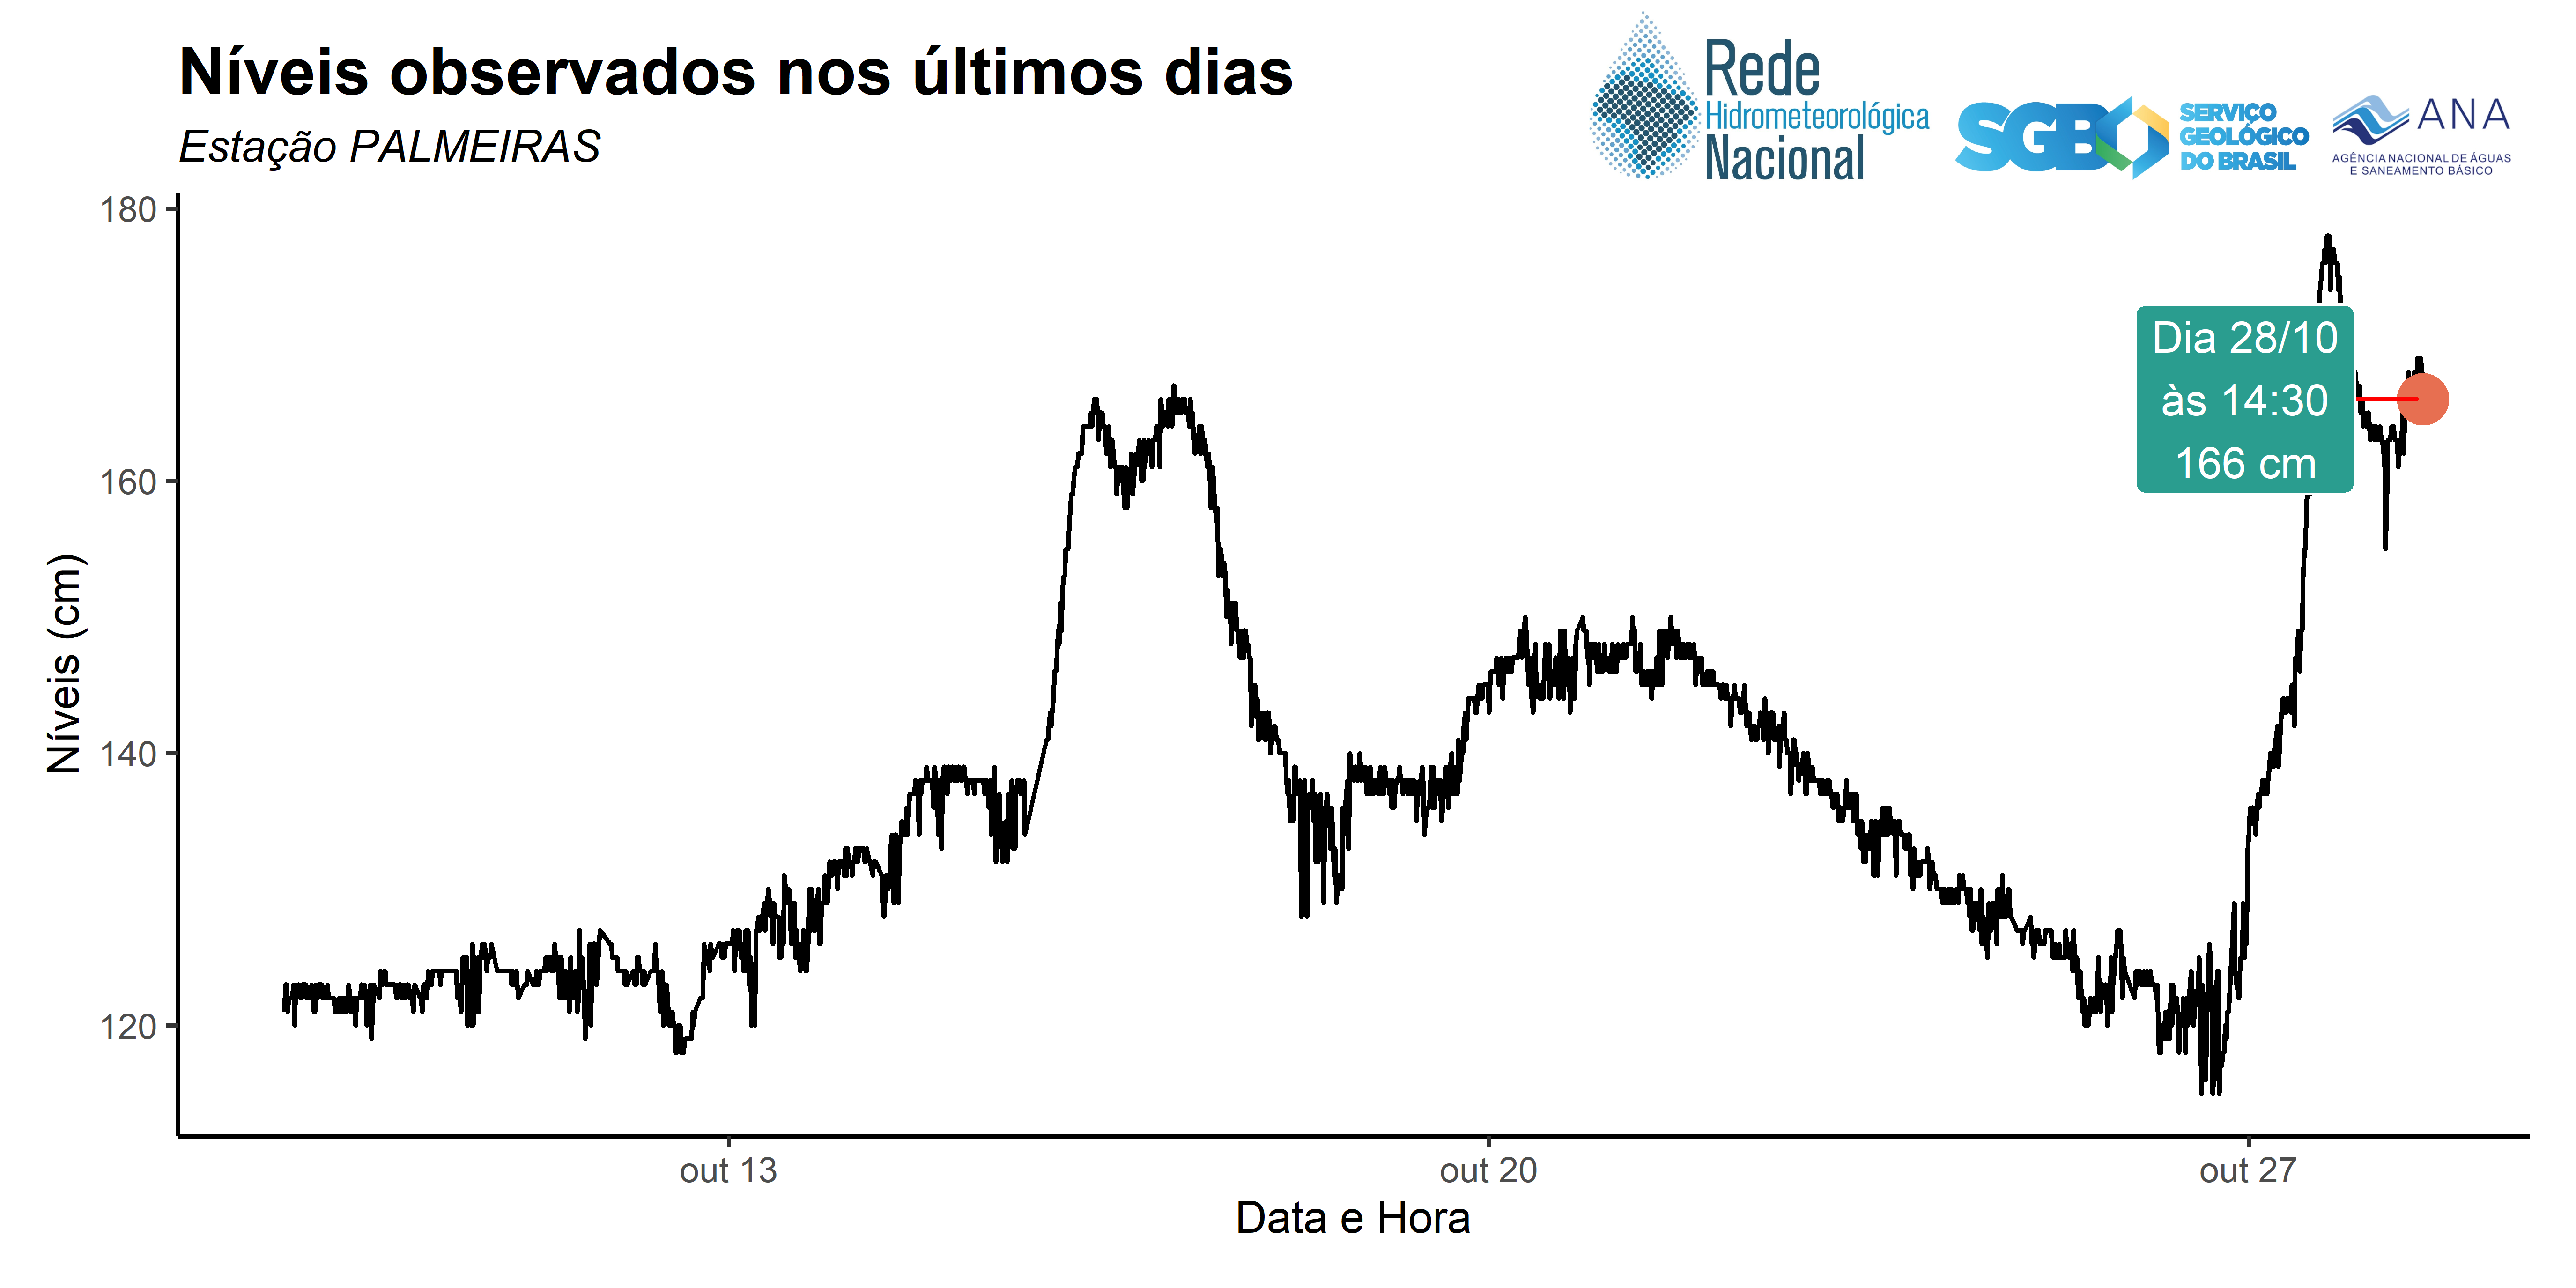 Níveis observados nos últimos dias
Estação PALMEIRAS
Rede
Hidrometeorológica
Nacional
SGB
SERVIÇO
GEOLÓGICO
DO BRASIL
ANA
AGÊNCIA NACIONAL DE ÁGUAS
E SANEAMENTO BÁSICO
180
160
140
120
Níveis (cm)
Dia 28/10
às 14:30
166 cm
out 13
out 20
out 27
Data e Hora